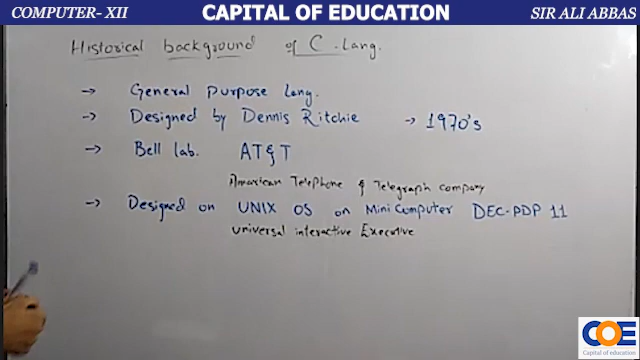 COMPUTER- XII
CAPITAL OF EDUCATION
SIR ALI ABBAS
Historical background of C-lang.
→ General Purpose lang.
→ Designed by Dennis Ritchie → 1970's
→ Bell lab. AT&T
American Telephone & Telegraph company
→ Designed on UNIX OS on MiniComputer DEC-PDP 11
universal interactive Executive
COE
Capital of education